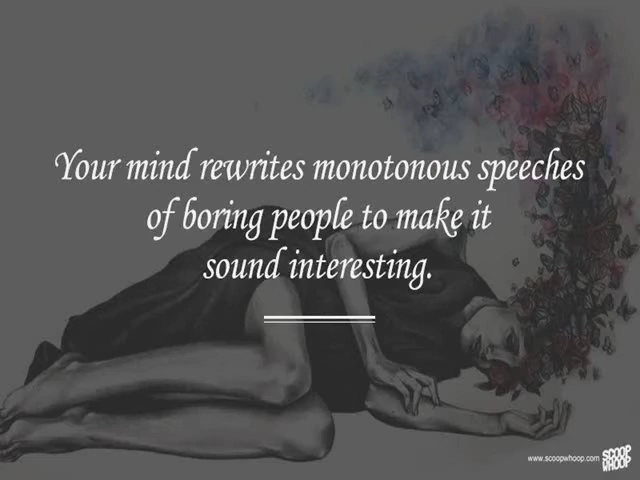 Your mind rewrites monotonous speeches
of boring people to make it
sound interesting.
www.scoopwhoop.com
SCOOP
WHOOP